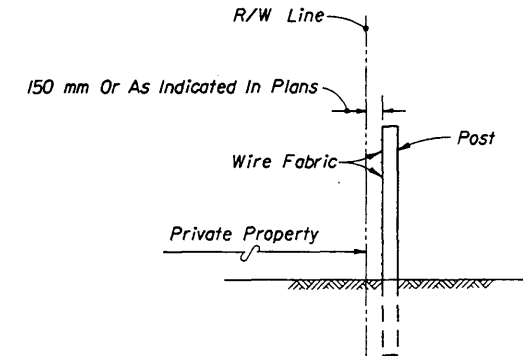 R/W Line
150 mm Or As Indicated In Plans
Post
Wire Fabric
Private Property